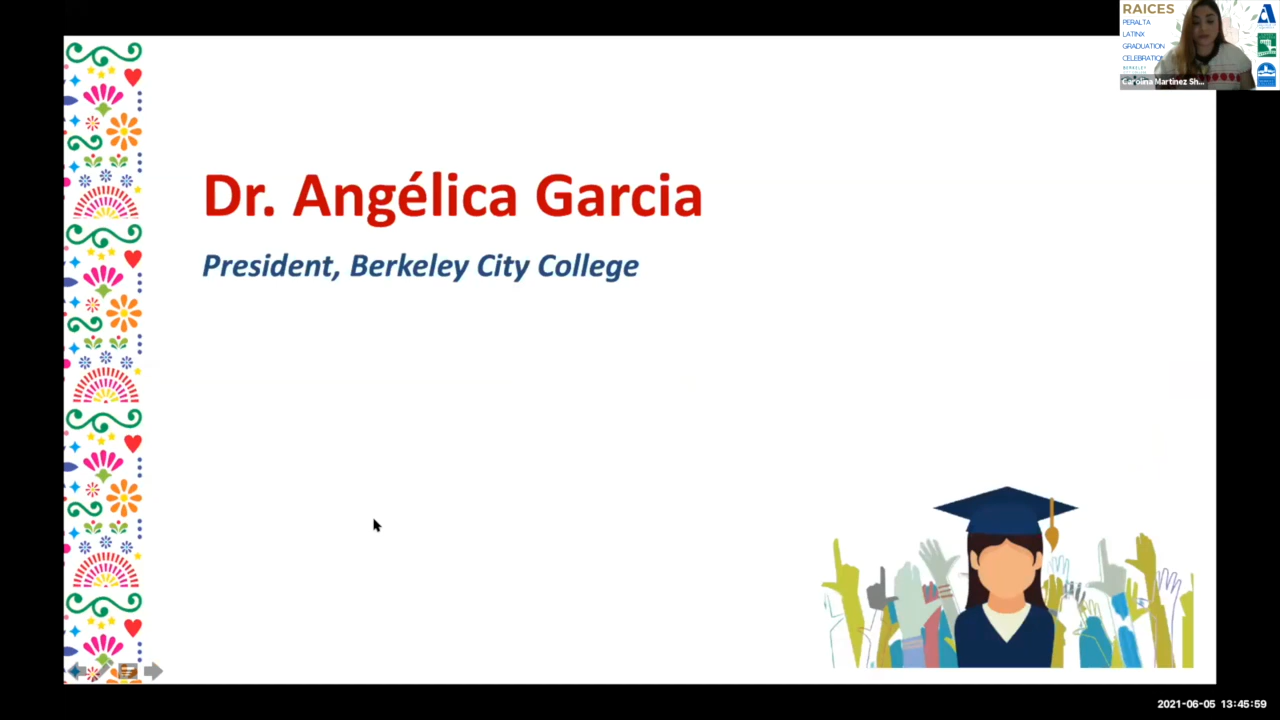 RAICES
PERALTA
LATINX
GRADUATION
CELEBRATION
BERKELEY
Carolina Martinez Sh...
Dr. Angélica Garcia
President, Berkeley City College
2021-06-05 13:45:59